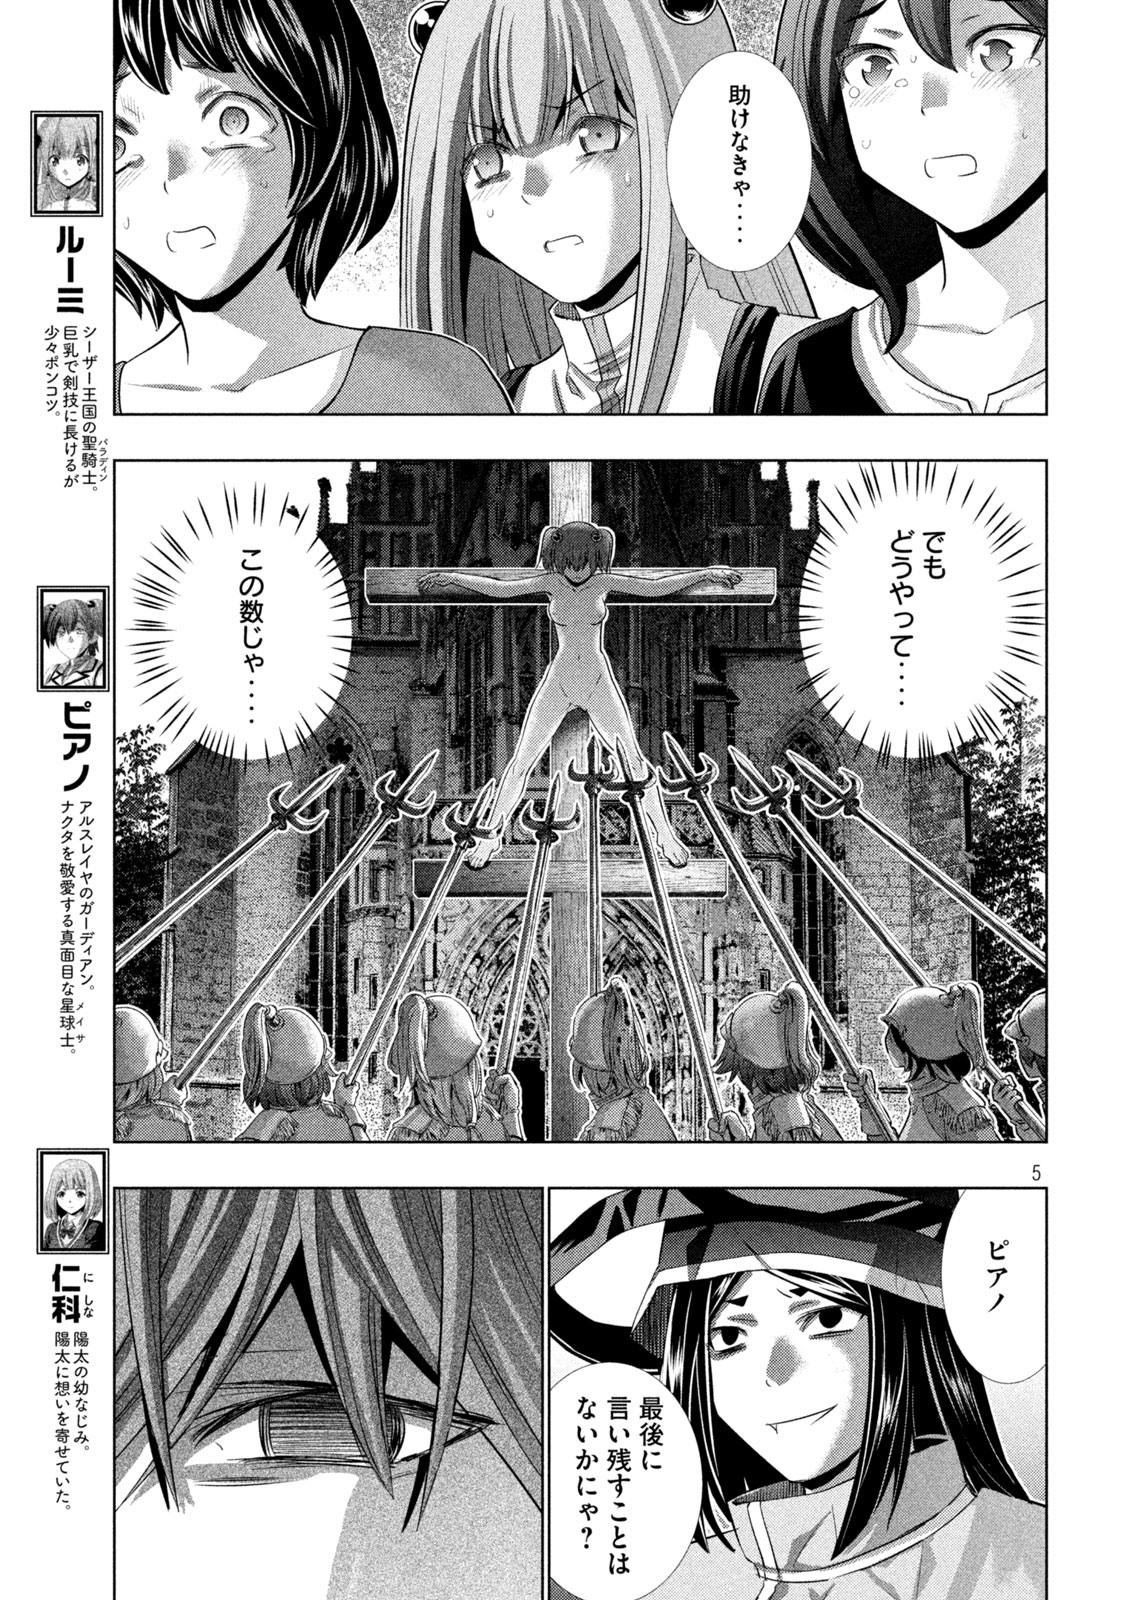 助けなきゃ‥‥
でも
どうやって‥‥
この数じゃ‥‥
5
ピアノ
最後に
言い残すことは
ないかにゃ？
ルーミ
シーザー王国の聖騎士。
パラディン
巨乳で剣技に長けるが
少々ポンコツ。
ピアノ
アルスレイヤのガーディアン。
ナクタを敬愛する真面目な星球士。
メイサ
仁科
にしな
陽太の幼なじみ。
陽太に想いを寄せていた。